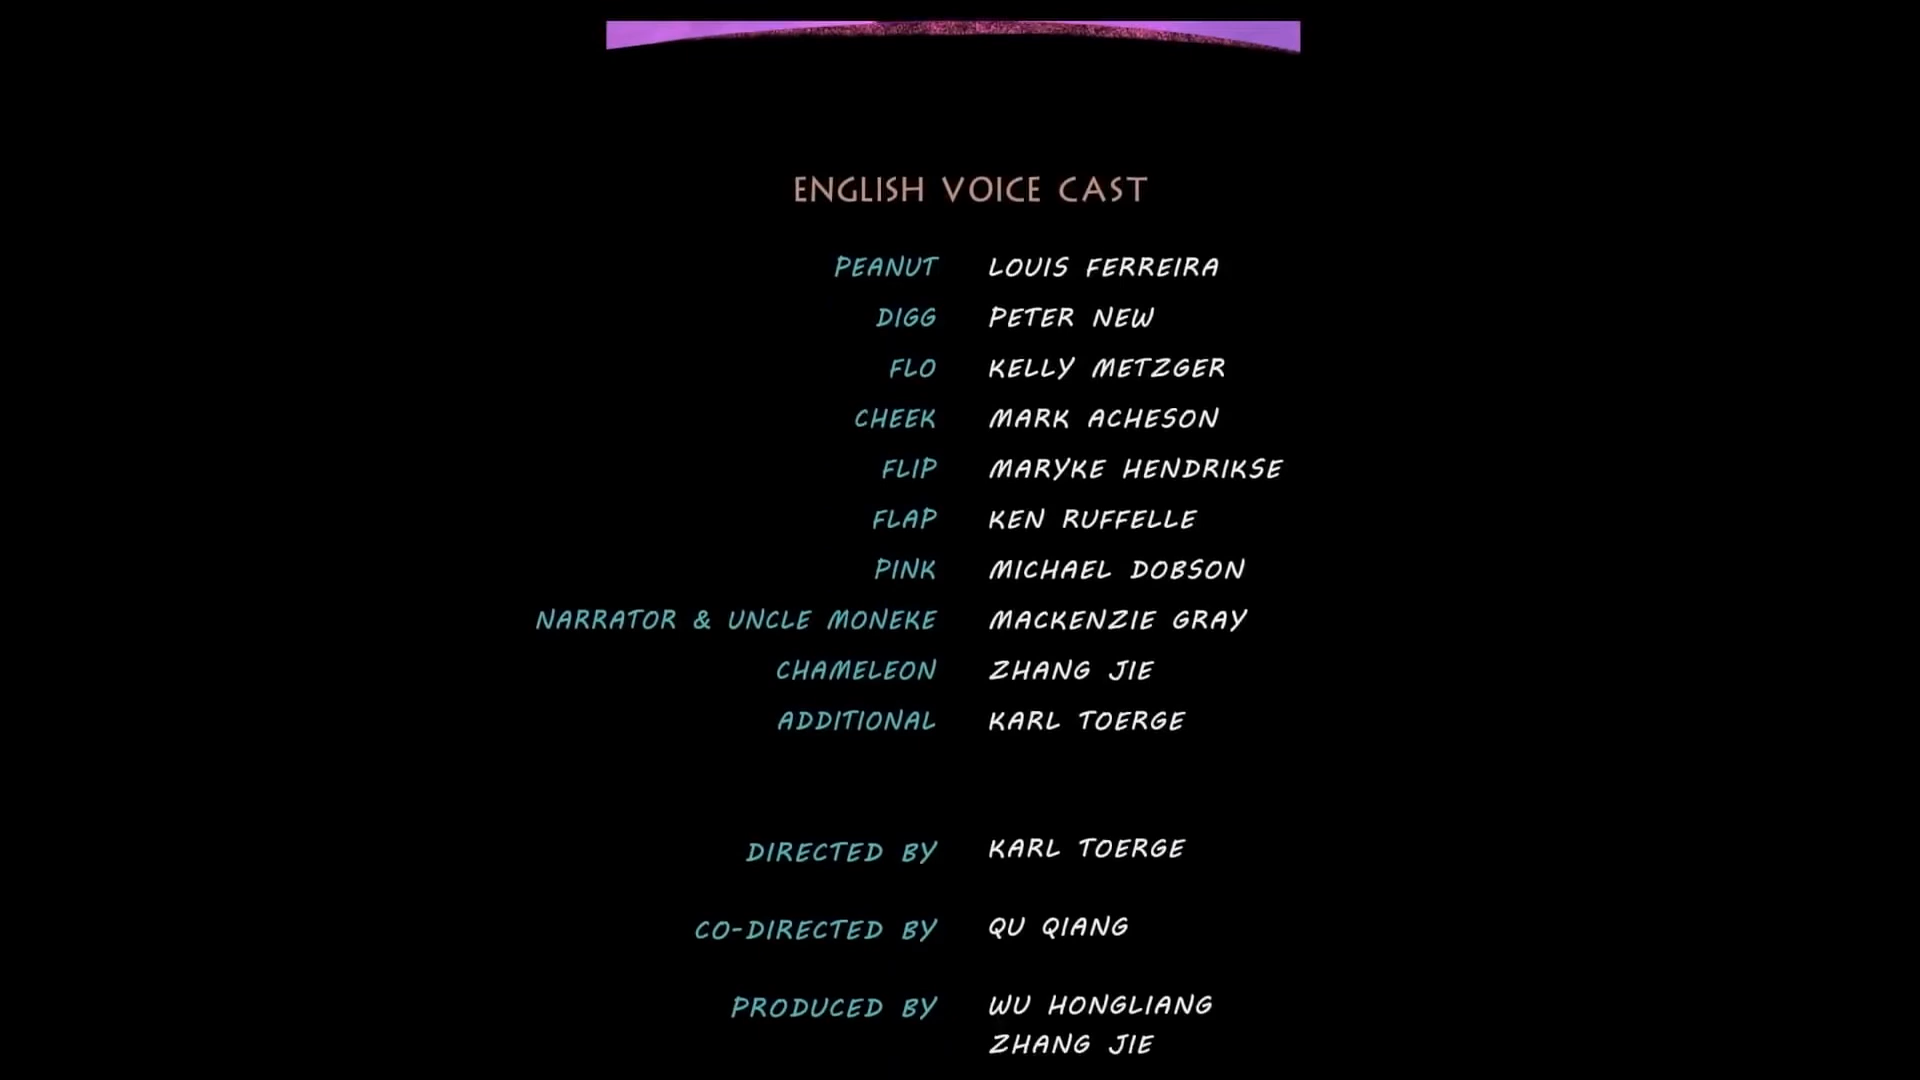 ENGLISH VOICE CAST
PEANUT LOUIS FERREIRA
DIGG PETER NEW
FLO KELLY METZGER
CHEEK MARK ACHESON
FLIP MARYKE HENDRIKSE
FLAP KEN RUFFELLE
PINK MICHAEL DOBSON
NARRATOR & UNCLE MONEKE MACKENZIE GRAY
CHAMELEON ZHANG JIE
ADDITIONAL KARL TOERGE
DIRECTED BY KARL TOERGE
CO-DIRECTED BY QU QIANG
PRODUCED BY WU HONGLIANG
ZHANG JIE